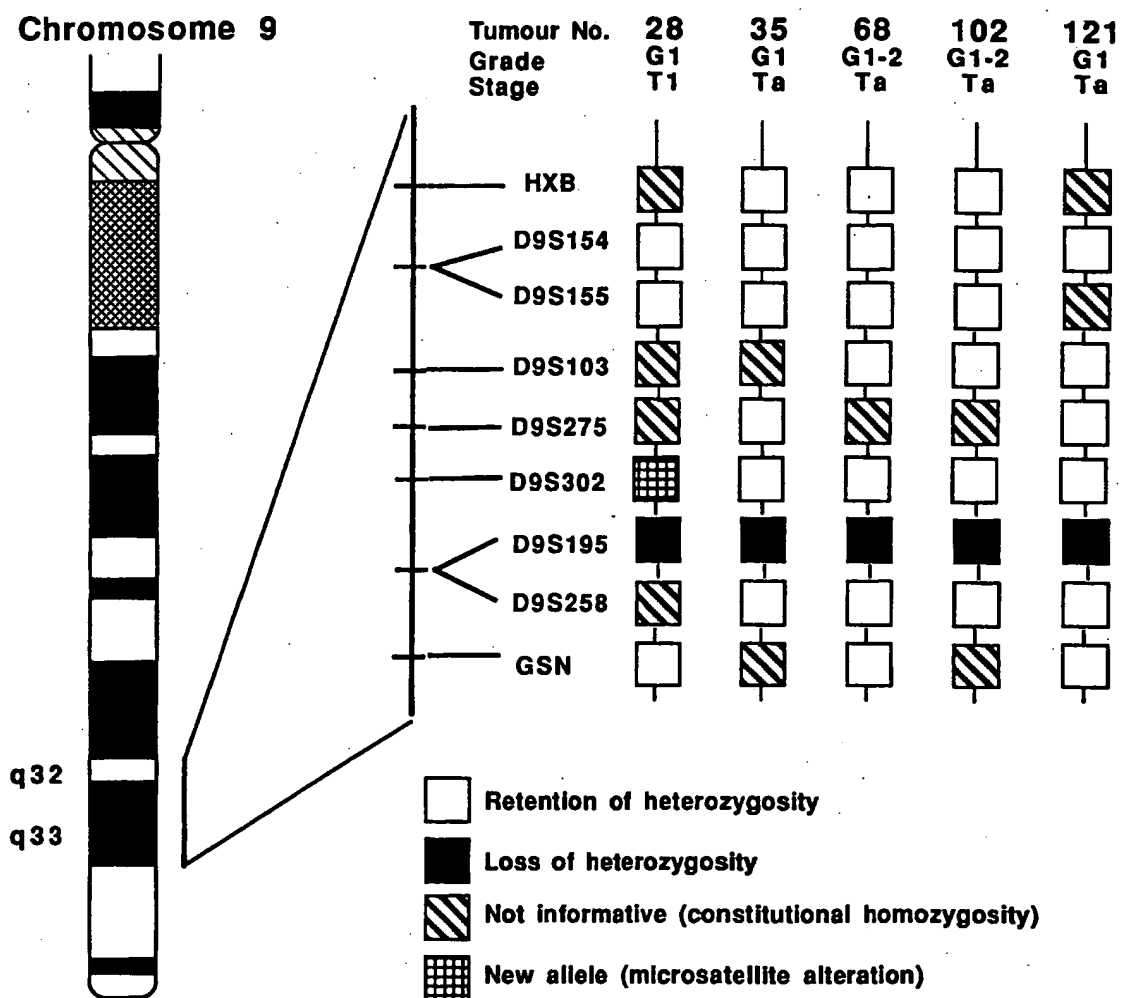 Chromosome 9
Tumour No. 28 35 68 102 121
Grade G1 G1 G1-2 G1-2 G1
Stage T1 Ta Ta Ta Ta
HXB
D9S154
D9S155
D9S103
D9S275
D9S302
D9S195
D9S258
GSN
q32
q33
Retention of heterozygosity
Loss of heterozygosity
Not informative (constitutional homozygosity)
New allele (microsatellite alteration)